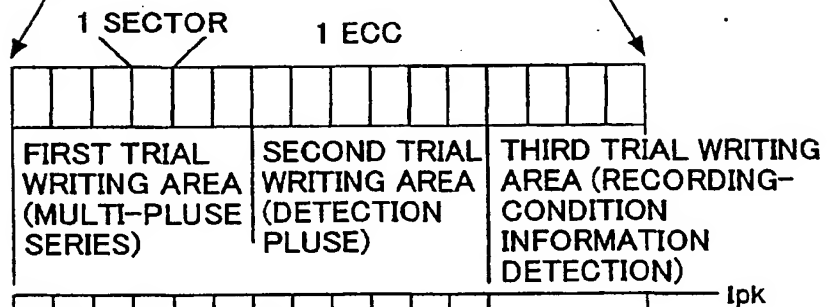 1 SECTOR
1 ECC
FIRST TRIAL
WRITING AREA
(MULTI-PLUSE
SERIES)
SECOND TRIAL
WRITING AREA
(DETECTION
PLUSE)
THIRD TRIAL WRITING
AREA (RECORDING-
CONDITION
INFORMATION
DETECTION)
Ipk